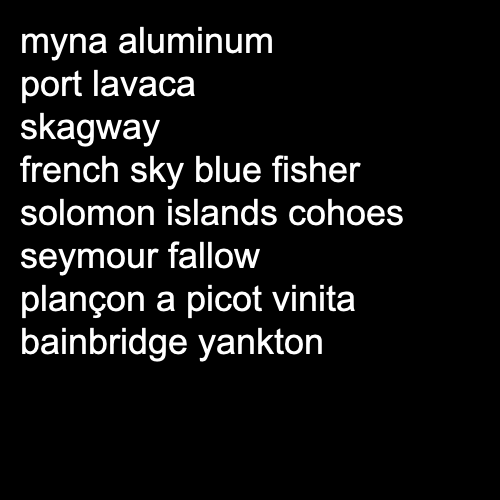 myna aluminum
port lavaca
skagway
french sky blue fisher
solomon islands cohoes
seymour fallow
plançon a picot vinita
bainbridge yankton